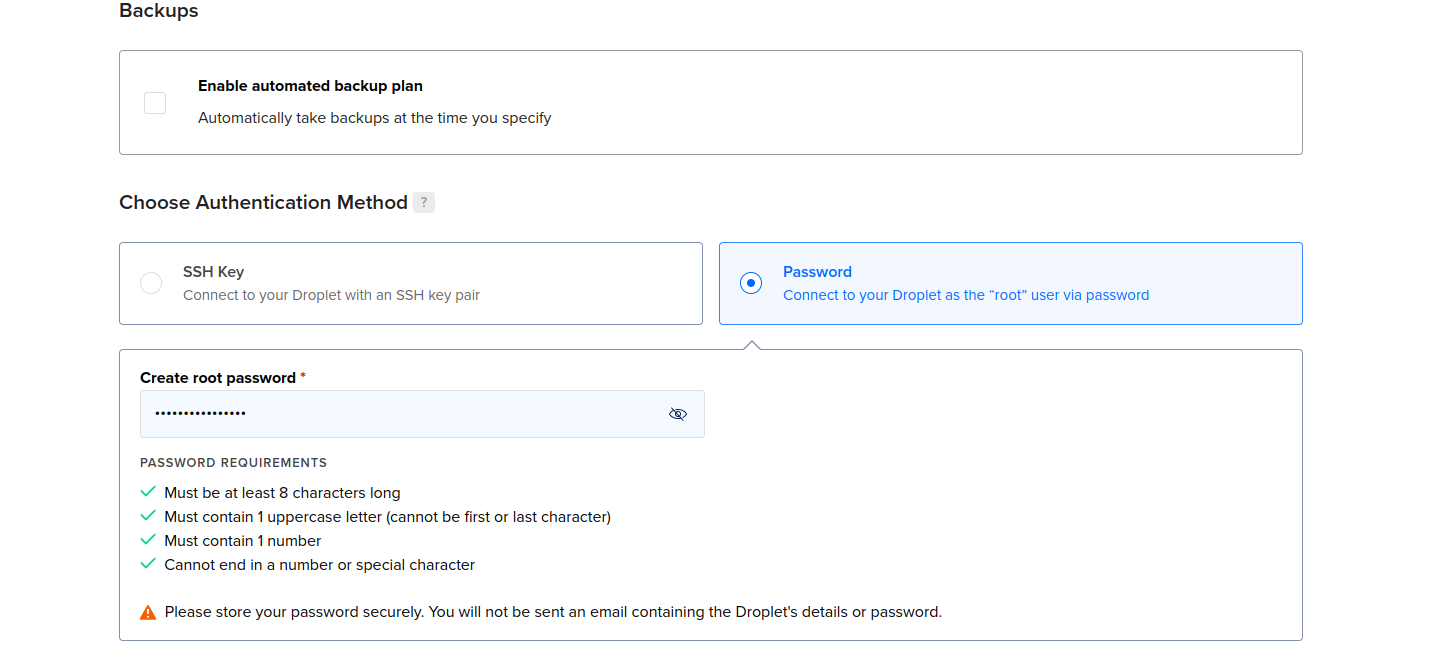 Backups
Enable automated backup plan
Automatically take backups at the time you specify
Choose Authentication Method ?
SSH Key
Connect to your Droplet with an SSH key pair
Password
Connect to your Droplet as the “root” user via password
Create root password *
••••••••••••••••
PASSWORD REQUIREMENTS
Must be at least 8 characters long
Must contain 1 uppercase letter (cannot be first or last character)
Must contain 1 number
Cannot end in a number or special character
Please store your password securely. You will not be sent an email containing the Droplet's details or password.